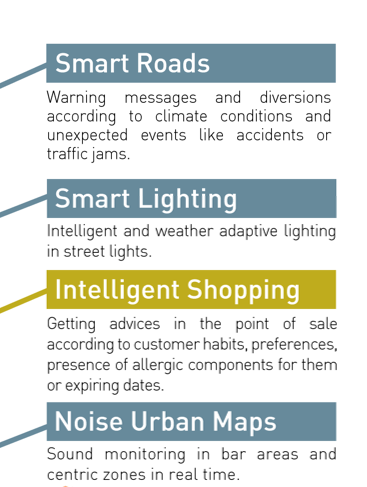 Smart Roads
Warning messages and diversions
according to climate conditions and
unexpected events like accidents or
traffic jams.
Smart Lighting
Intelligent and weather adaptive lighting
in street lights.
Intelligent Shopping
Getting advices in the point of sale
according to customer habits, preferences,
presence of allergic components for them
or expiring dates.
Noise Urban Maps
Sound monitoring in bar areas and
centric zones in real time.